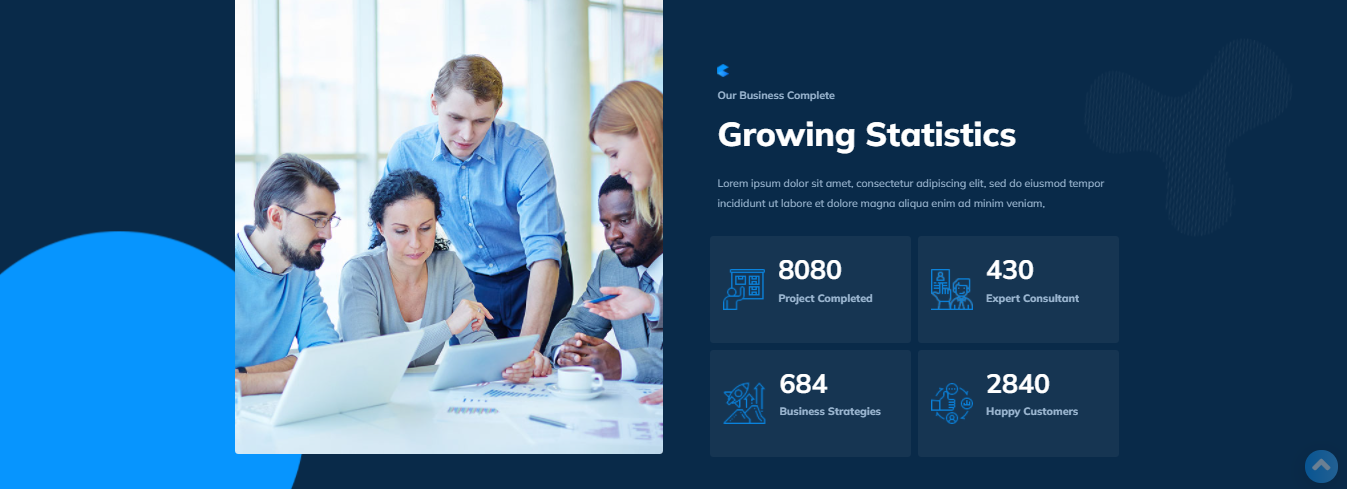 Our Business Complete
Growing Statistics
Lorem ipsum dolor sit amet, consectetur adipiscing elit, sed do eiusmod tempor
incididunt ut labore et dolore magna aliqua enim ad minim veniam,
8080
Project Completed
430
Expert Consultant
684
Business Strategies
2840
Happy Customers